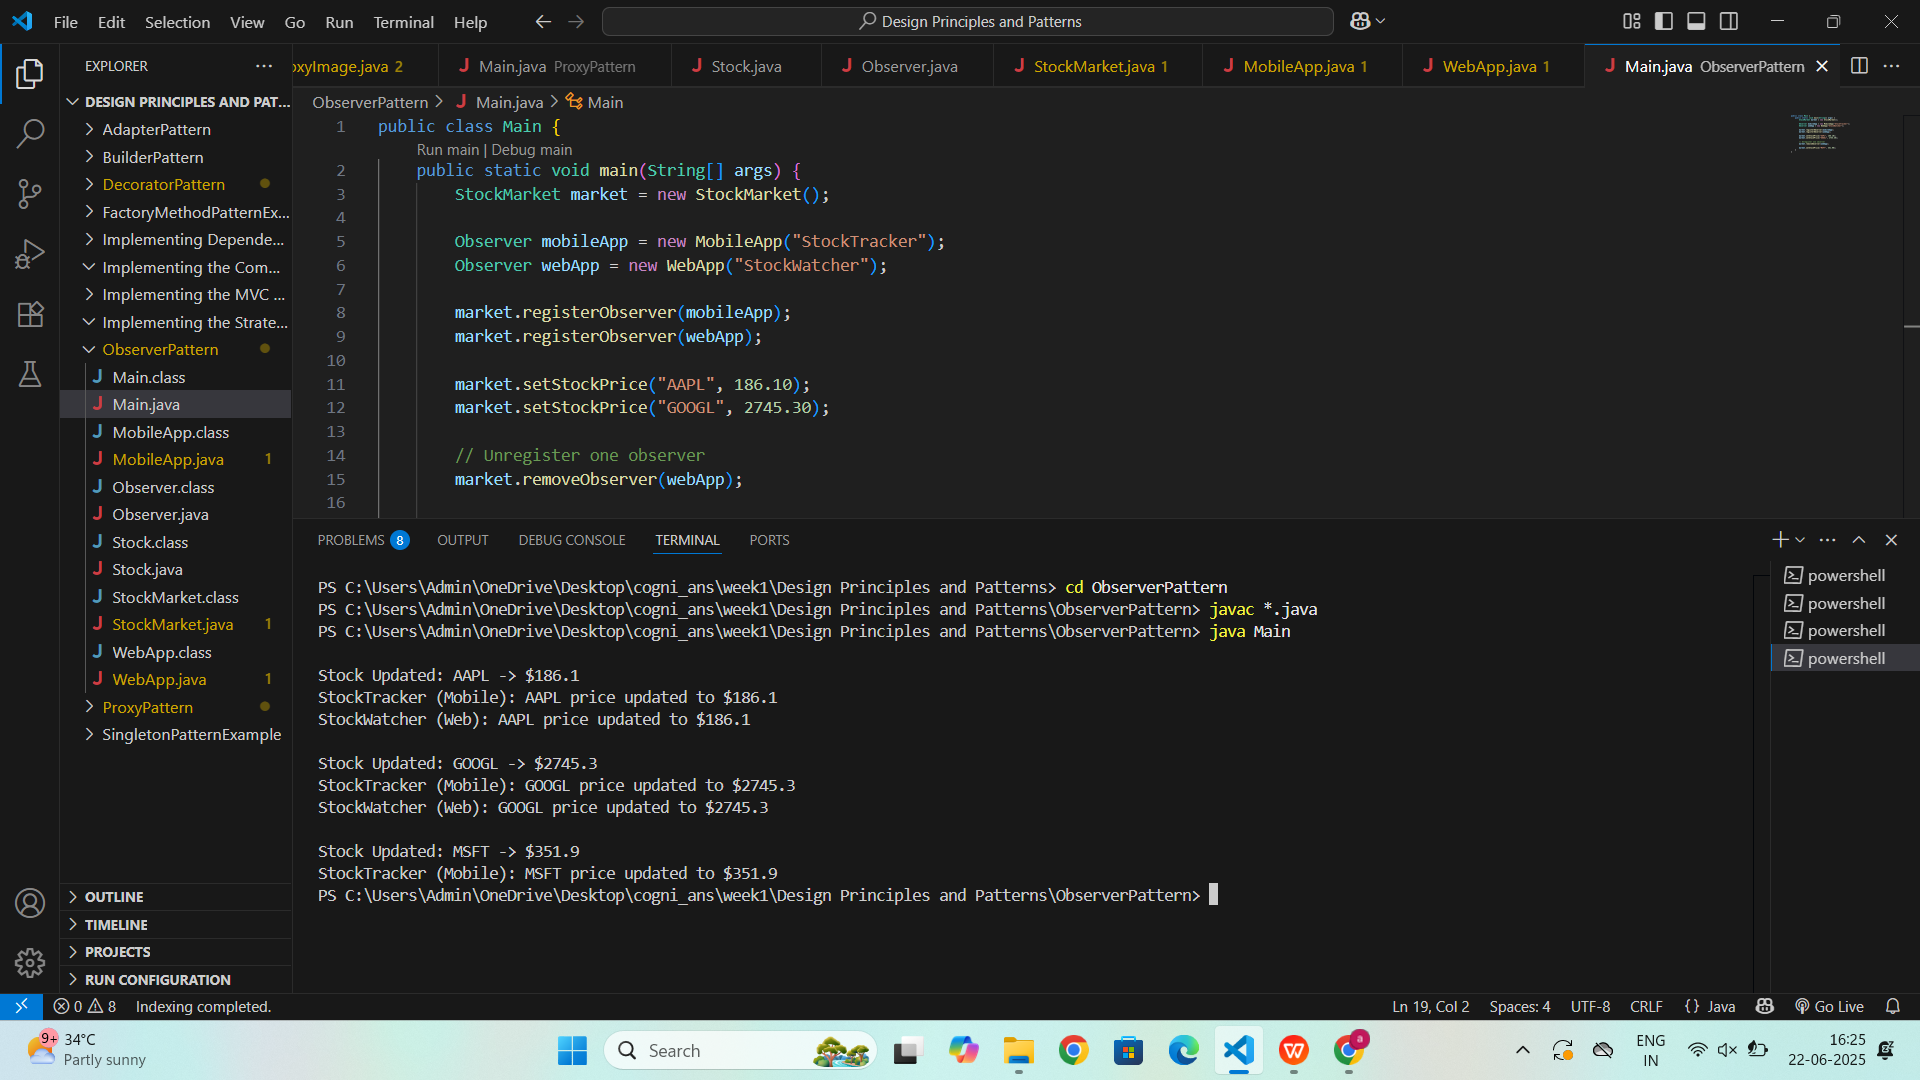 File Edit Selection View Go Run Terminal Help
Design Principles and Patterns
EXPLORER
oxyImage.java 2
Main.java ProxyPattern
Stock.java
Observer.java
StockMarket.java 1
MobileApp.java 1
WebApp.java 1
Main.java ObserverPattern
DESIGN PRINCIPLES AND PAT...
AdapterPattern
BuilderPattern
DecoratorPattern
FactoryMethodPatternEx...
Implementing Depende...
Implementing the Com...
Implementing the MVC ...
Implementing the Strate...
ObserverPattern
Main.class
Main.java
MobileApp.class
MobileApp.java 1
Observer.class
Observer.java
Stock.class
Stock.java
StockMarket.class
StockMarket.java 1
WebApp.class
WebApp.java 1
ProxyPattern
SingletonPatternExample
OUTLINE
TIMELINE
PROJECTS
RUN CONFIGURATION
ObserverPattern > Main.java > Main
1 public class Main {
Run main | Debug main
2 public static void main(String[] args) {
3 StockMarket market = new StockMarket();
4
5 Observer mobileApp = new MobileApp("StockTracker");
6 Observer webApp = new WebApp("StockWatcher");
7
8 market.registerObserver(mobileApp);
9 market.registerObserver(webApp);
10
11 market.setStockPrice("AAPL", 186.10);
12 market.setStockPrice("GOOGL", 2745.30);
13
14 // Unregister one observer
15 market.removeObserver(webApp);
16
PROBLEMS 8 OUTPUT DEBUG CONSOLE TERMINAL PORTS
PS C:\Users\Admin\OneDrive\Desktop\cogni_ans\week1\Design Principles and Patterns> cd ObserverPattern
PS C:\Users\Admin\OneDrive\Desktop\cogni_ans\week1\Design Principles and Patterns\ObserverPattern> javac *.java
PS C:\Users\Admin\OneDrive\Desktop\cogni_ans\week1\Design Principles and Patterns\ObserverPattern> java Main
Stock Updated: AAPL -> $186.1
StockTracker (Mobile): AAPL price updated to $186.1
StockWatcher (Web): AAPL price updated to $186.1
Stock Updated: GOOGL -> $2745.3
StockTracker (Mobile): GOOGL price updated to $2745.3
StockWatcher (Web): GOOGL price updated to $2745.3
Stock Updated: MSFT -> $351.9
StockTracker (Mobile): MSFT price updated to $351.9
PS C:\Users\Admin\OneDrive\Desktop\cogni_ans\week1\Design Principles and Patterns\ObserverPattern>
powershell
powershell
powershell
powershell
0 8 Indexing completed.
Ln 19, Col 2 Spaces: 4 UTF-8 CRLF {} Java Go Live
9+
34°C
Partly sunny
Search
a
ENG
IN
16:25
22-06-2025